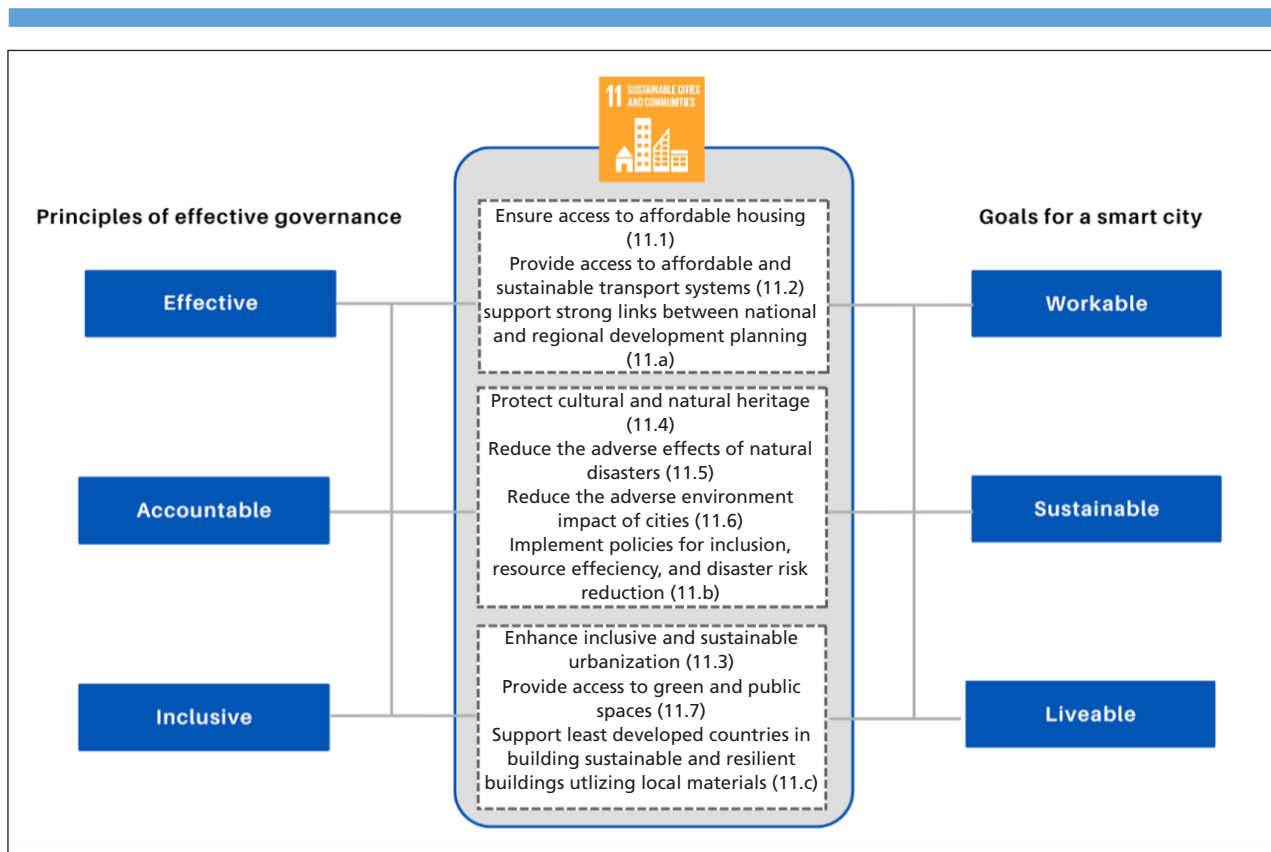 11 SUSTAINABLE CITIES
AND COMMUNITIES
Principles of effective governance
Effective
Accountable
Inclusive
Ensure access to affordable housing
(11.1)
Provide access to affordable and
sustainable transport systems (11.2)
support strong links between national
and regional development planning
(11.a)
Protect cultural and natural heritage
(11.4)
Reduce the adverse effects of natural
disasters (11.5)
Reduce the adverse environment
impact of cities (11.6)
Implement policies for inclusion,
resource effeciency, and disaster risk
reduction (11.b)
Enhance inclusive and sustainable
urbanization (11.3)
Provide access to green and public
spaces (11.7)
Support least developed countries in
building sustainable and resilient
buildings utlizing local materials (11.c)
Goals for a smart city
Workable
Sustainable
Liveable